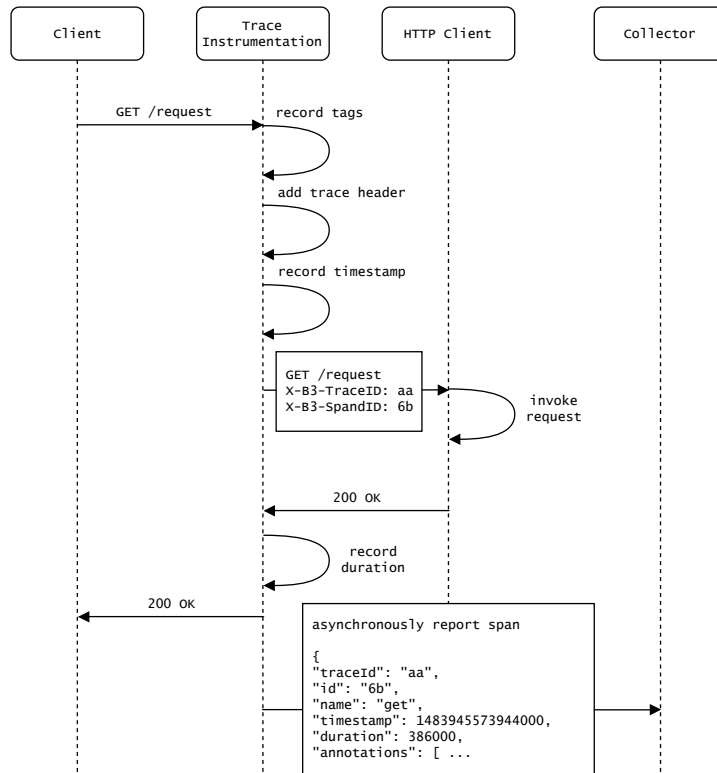 Client
Trace
Instrumentation
HTTP Client
Collector
GET /request
record tags
add trace header
record timestamp
GET /request
X-B3-TraceID: aa
X-B3-SpandID: 6b
invoke
request
200 OK
record
duration
200 OK
asynchronously report span
{
"traceId": "aa",
"id": "6b",
"name": "get",
"timestamp": 1483945573944000,
"duration": 386000,
"annotations": [ ...